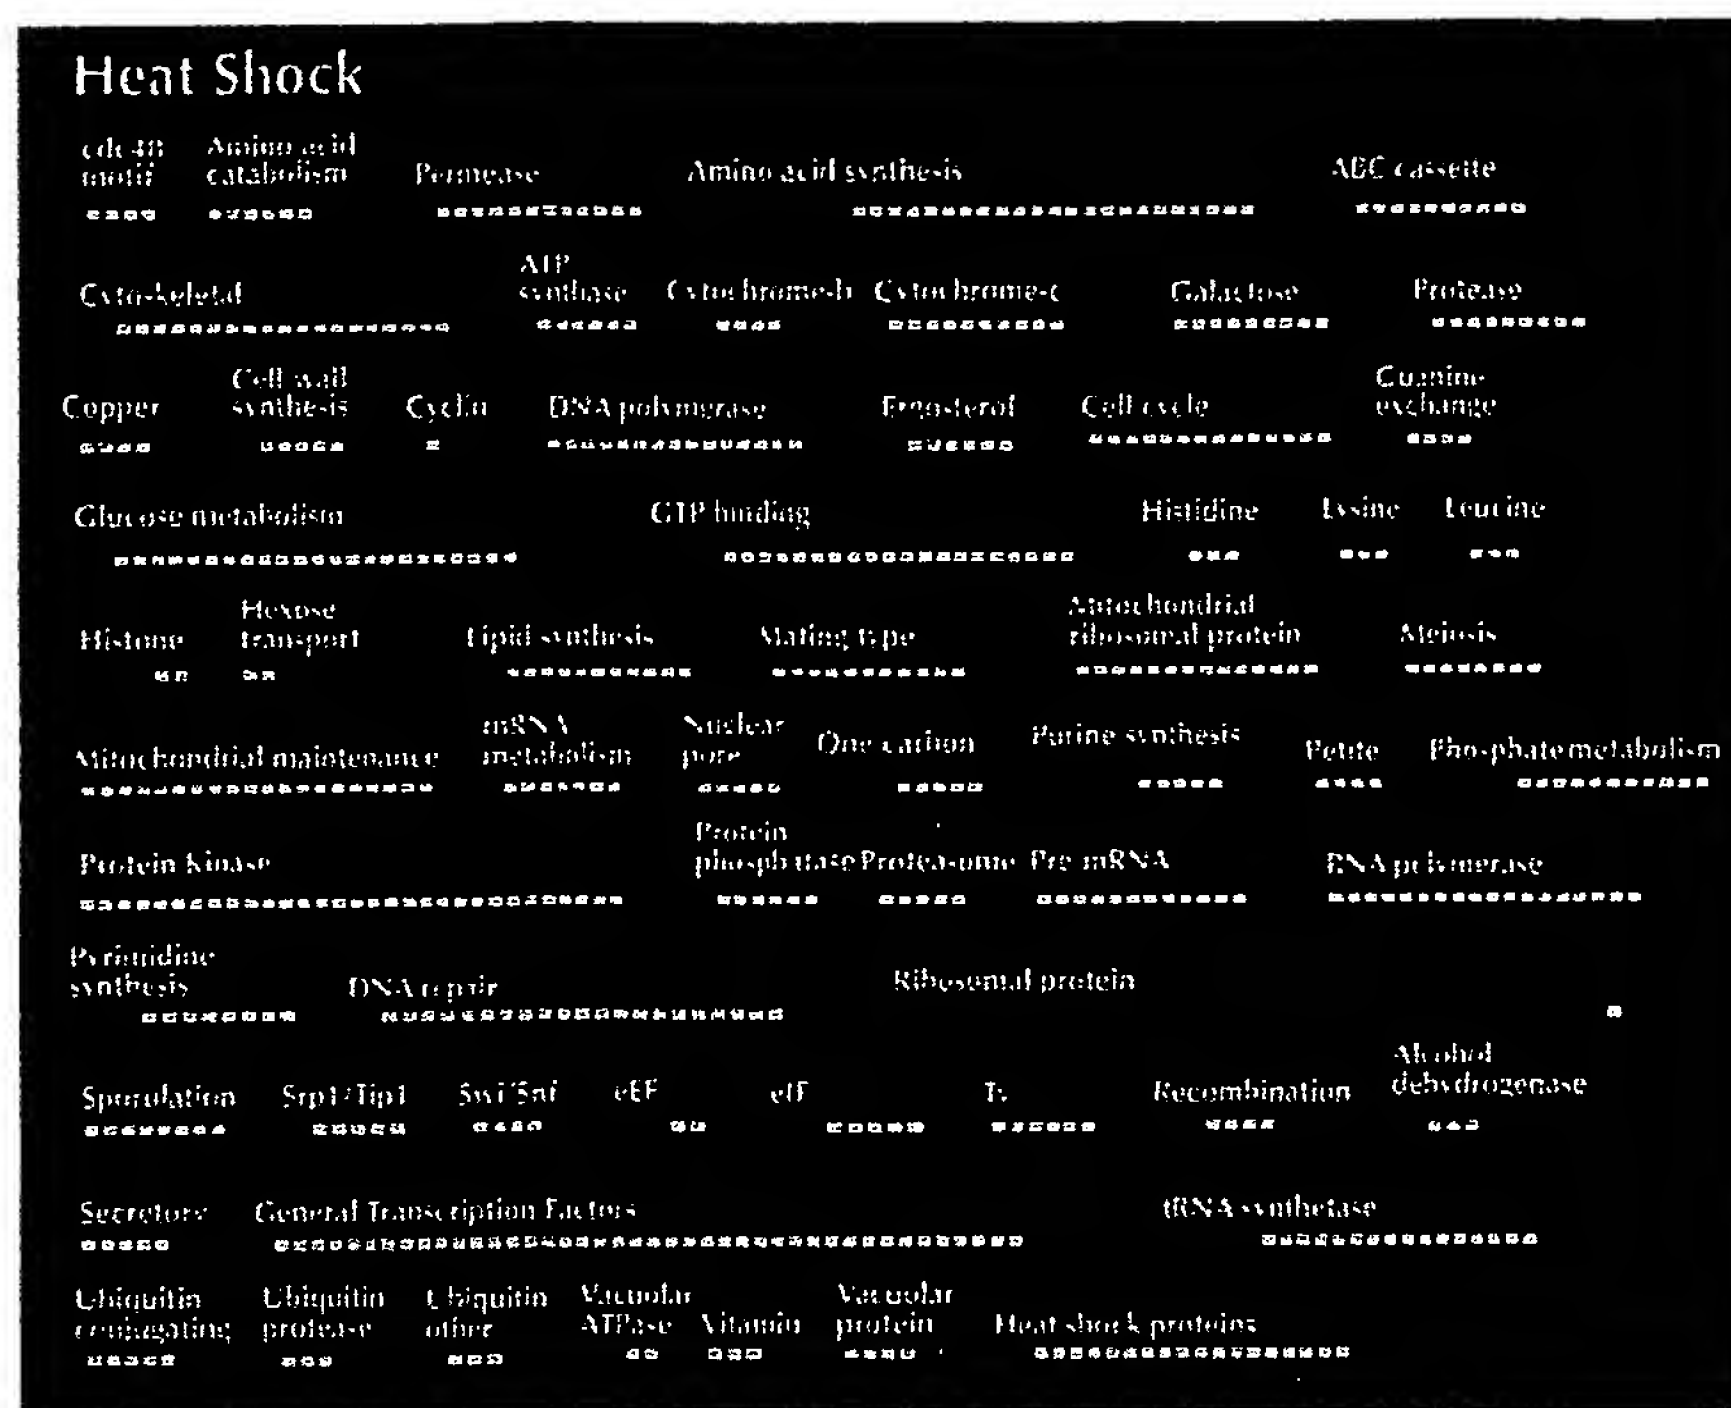 Heat Shock
cdc48 motif
Amino acid catabolism
Permease
Amino acid synthesis
ABC cassette
Cyto-skeletal
ATP synthase
Cytochrome-b
Cytochrome-c
Galactose
Protease
Copper
Cell wall synthesis
Cyclin
DNA polymerase
Ergosterol
Cell cycle
Guanine exchange
Glucose metabolism
GTP binding
Histidine
Lysine
Leucine
Histone
Hexose transport
Lipid synthesis
Mating type
Mitochondrial ribosomal protein
Meiosis
Mitochondrial maintenance
mRNA metabolism
Nuclear pore
One carbon
Purine synthesis
Petite
Phosphate metabolism
Protein kinase
Protein phosphatase
Proteasome
Pre mRNA
RNA polymerase
Pyrimidine synthesis
DNA repair
Ribosomal protein
Sporulation
Srp1/Tip1
Swi/Snf
eEF
eIF
Ty
Recombination
Alcohol dehydrogenase
Secretory
General Transcription Factors
tRNA synthetase
Ubiquitin conjugating
Ubiquitin protease
Ubiquitin other
Vacuolar ATPase
Vitamin
Vacuolar protein
Heat shock proteins